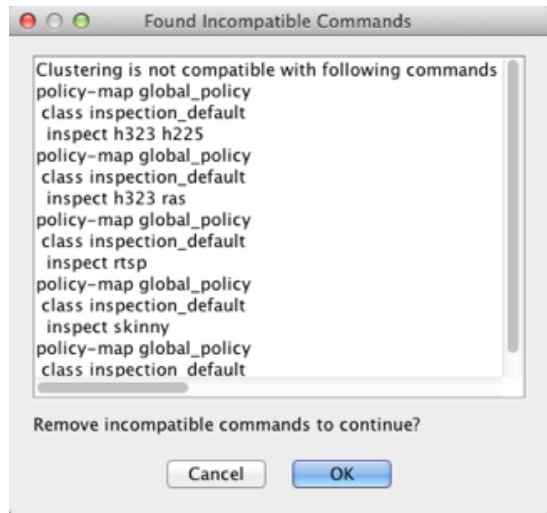 Found Incompatible Commands
Clustering is not compatible with following commands
policy-map global_policy
class inspection_default
inspect h323 h225
policy-map global_policy
class inspection_default
inspect h323 ras
policy-map global_policy
class inspection_default
inspect rtsp
policy-map global_policy
class inspection_default
inspect skinny
policy-map global_policy
class inspection_default
Remove incompatible commands to continue?
Cancel OK